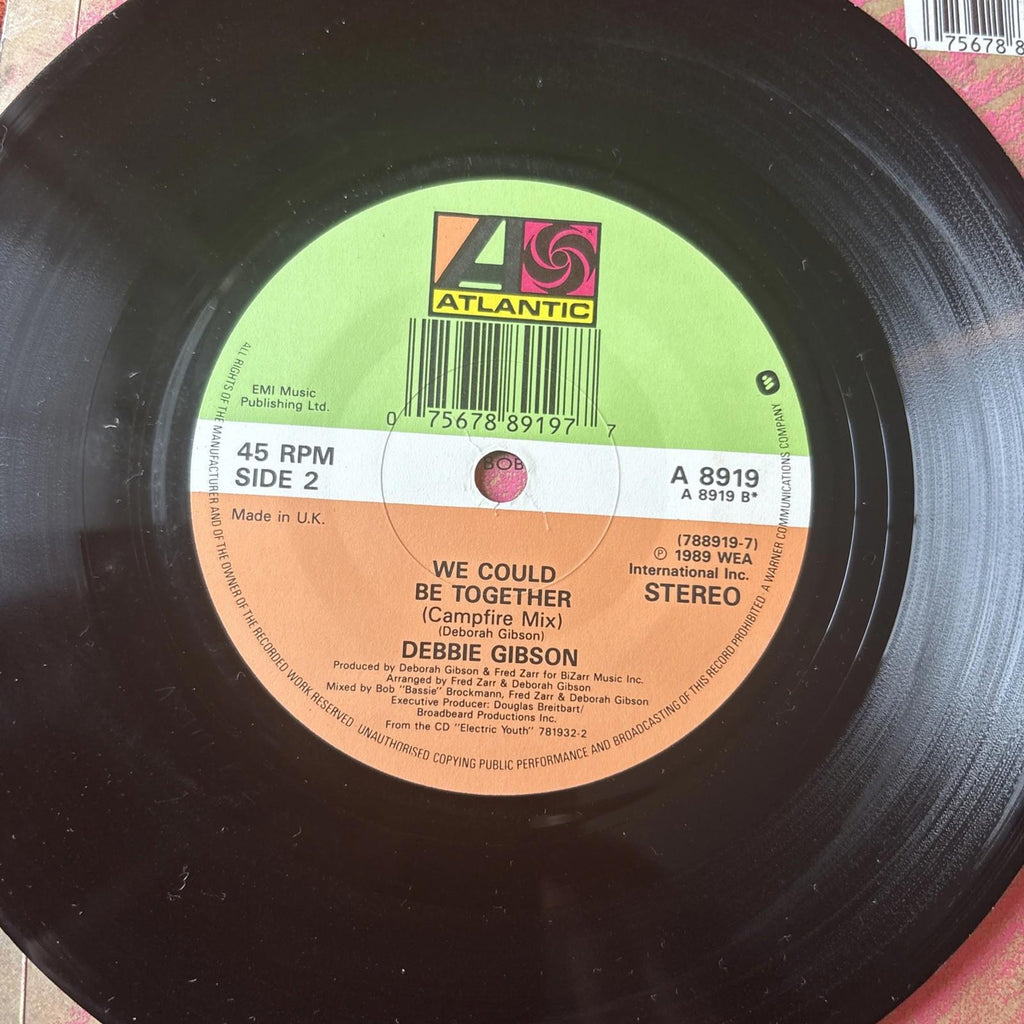 0 75678 8
ATLANTIC
0 75678 89197 7
EMI Music
Publishing Ltd.
45 RPM
SIDE 2
BOB
A 8919
A 8919 B*
Made in U.K.
(788919-7)
℗ 1989 WEA
International Inc.
STEREO
WE COULD
BE TOGETHER
(Campfire Mix)
(Deborah Gibson)
DEBBIE GIBSON
Produced by Deborah Gibson & Fred Zarr for BiZarr Music Inc.
Arranged by Fred Zarr & Deborah Gibson
Mixed by Bob "Bassie" Brockmann, Fred Zarr & Deborah Gibson
Executive Producer: Douglas Breitbart/
Broadbeard Productions Inc.
From the CD "Electric Youth" 781932-2
ALL RIGHTS OF THE MANUFACTURER AND OF THE OWNER OF THE RECORDED WORK RESERVED UNAUTHORISED COPYING PUBLIC PERFORMANCE AND BROADCASTING OF THIS RECORD PROHIBITED A WARNER COMMUNICATIONS COMPANY